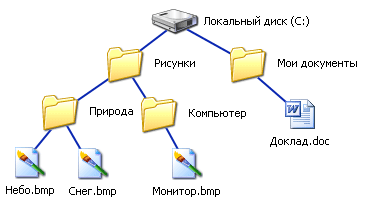 Локальный диск (C:)
Рисунки
Мои документы
Природа
Компьютер
Доклад.doc
Небо.bmp
Снег.bmp
Монитор.bmp